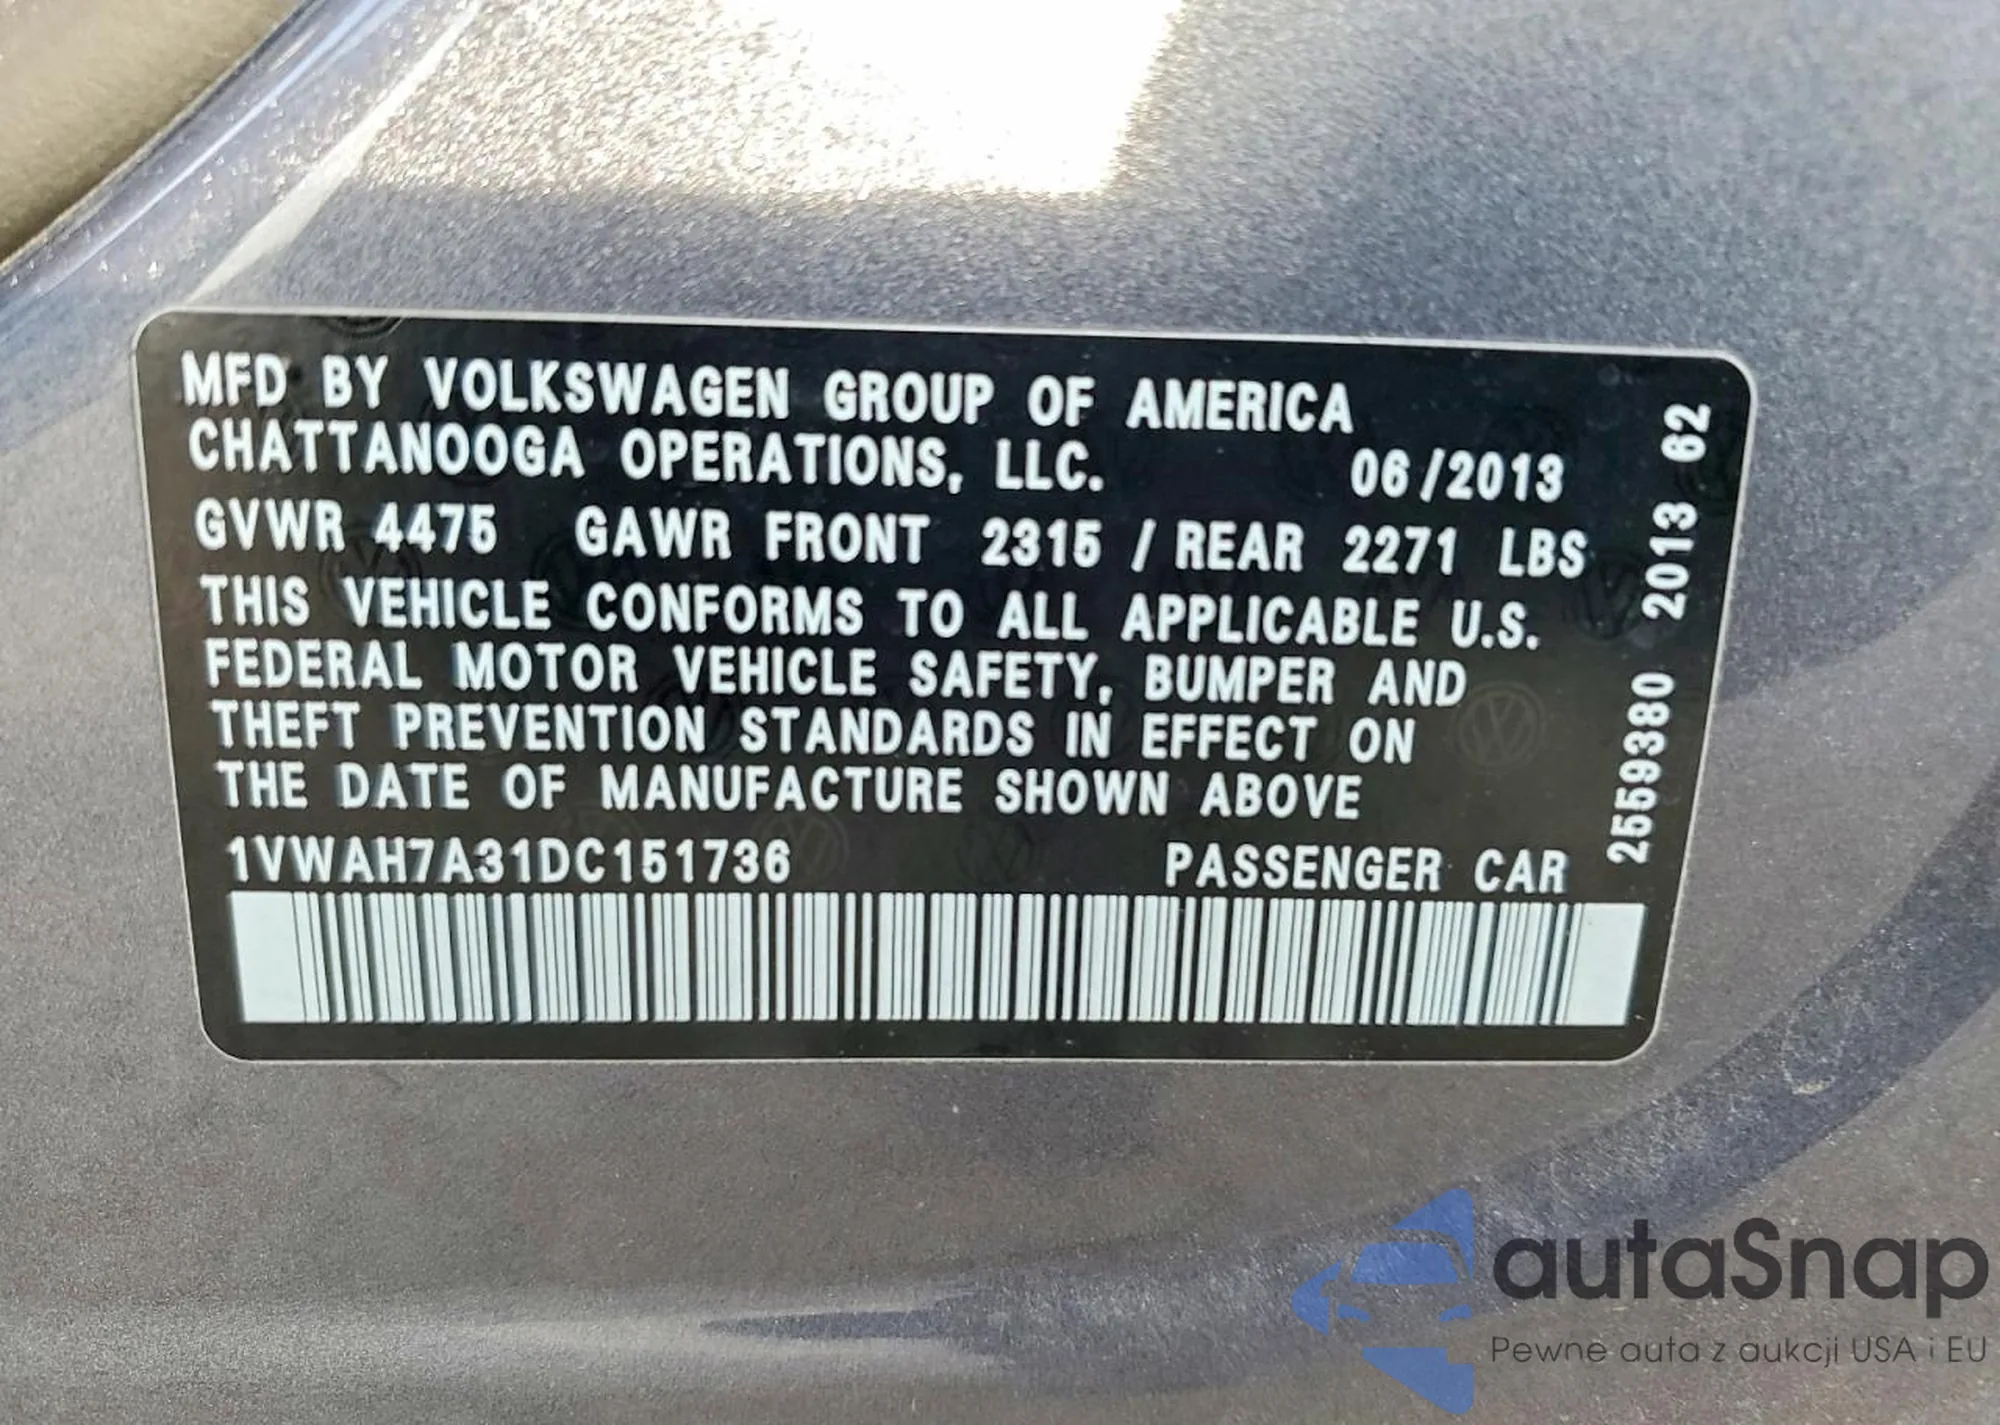 MFD BY VOLKSWAGEN GROUP OF AMERICA
CHATTANOOGA OPERATIONS, LLC. 06/2013
GVWR 4475 GAWR FRONT 2315 / REAR 2271 LBS
THIS VEHICLE CONFORMS TO ALL APPLICABLE U.S.
FEDERAL MOTOR VEHICLE SAFETY, BUMPER AND
THEFT PREVENTION STANDARDS IN EFFECT ON
THE DATE OF MANUFACTURE SHOWN ABOVE
1VWAH7A31DC151736 PASSENGER CAR
2559380 2013 62
autaSnap
Pewne auta z aukcji USA i EU